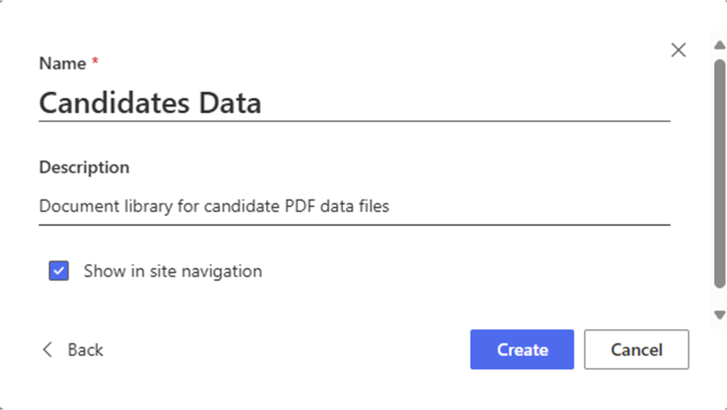 Name *
Candidates Data
Description
Document library for candidate PDF data files
Show in site navigation
Back
Create
Cancel